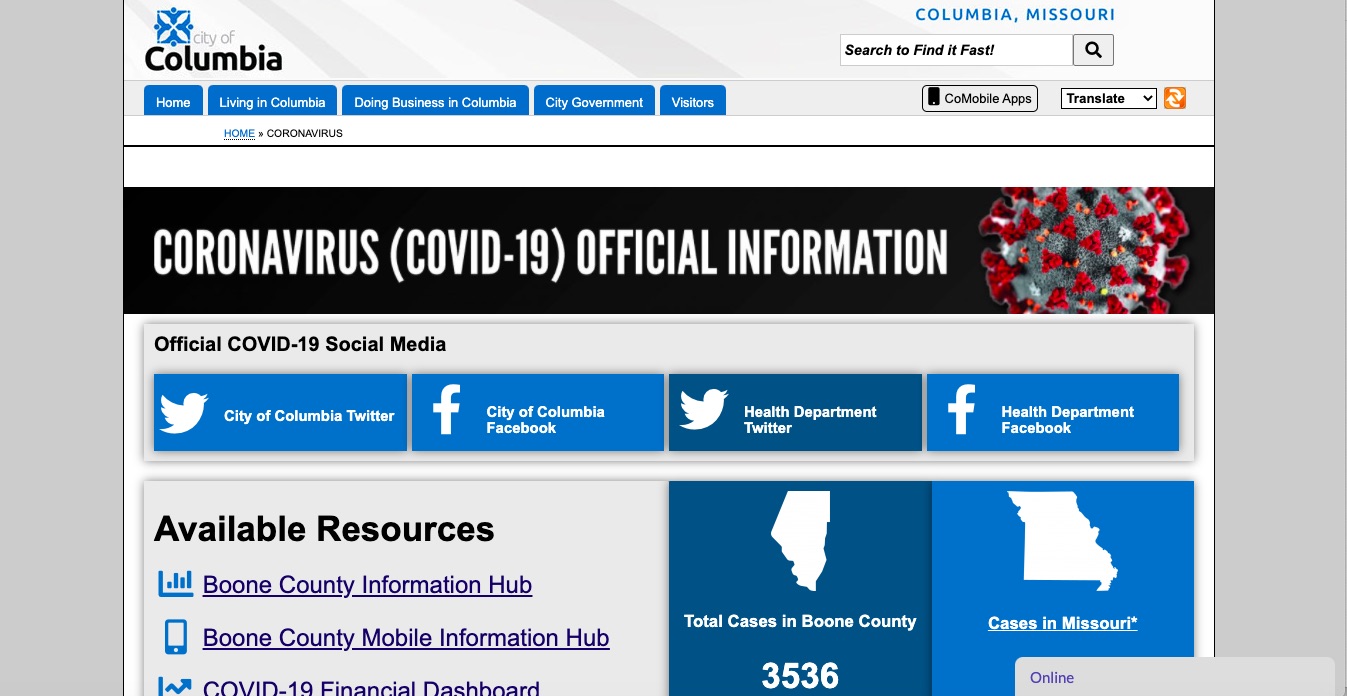 COLUMBIA, MISSOURI
city of
Columbia
Search to Find it Fast!
Home
Living in Columbia
Doing Business in Columbia
City Government
Visitors
CoMobile Apps
Translate
HOME » CORONAVIRUS
CORONAVIRUS (COVID-19) OFFICIAL INFORMATION
Official COVID-19 Social Media
City of Columbia Twitter
City of Columbia
Facebook
Health Department
Twitter
Health Department
Facebook
Available Resources
Boone County Information Hub
Boone County Mobile Information Hub
COVID-19 Financial Dashboard
Total Cases in Boone County
3536
Cases in Missouri*
Online